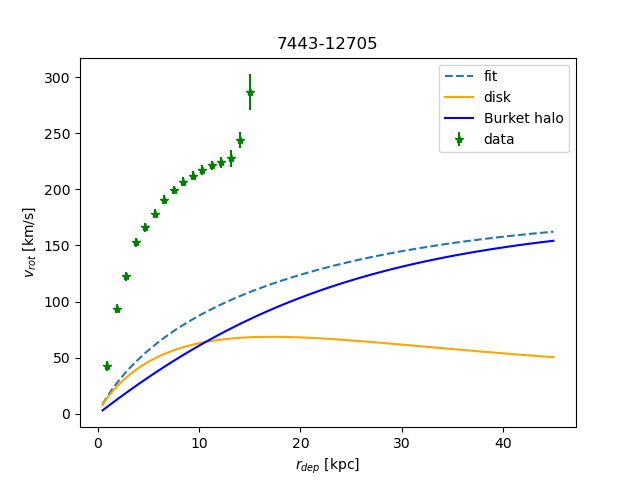 7443-12705
300
250
200
150
100
50
0
v_rot [km/s]
fit
disk
Burket halo
data
0 10 20 30 40
r_dep [kpc]